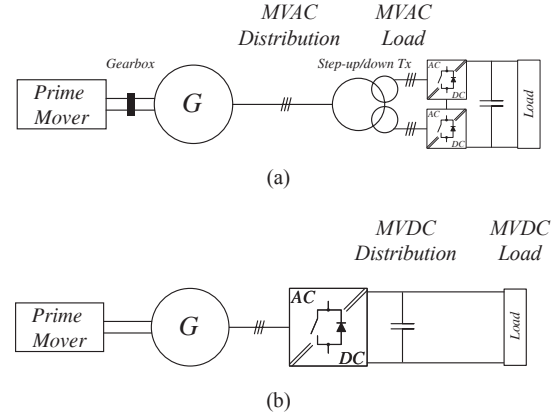 MVAC
Distribution
MVAC
Load
Gearbox
Step-up/down Tx
Prime
Mover
G
AC
DC
AC
DC
Load
(a)
MVDC
Distribution
MVDC
Load
Prime
Mover
G
AC
DC
Load
(b)